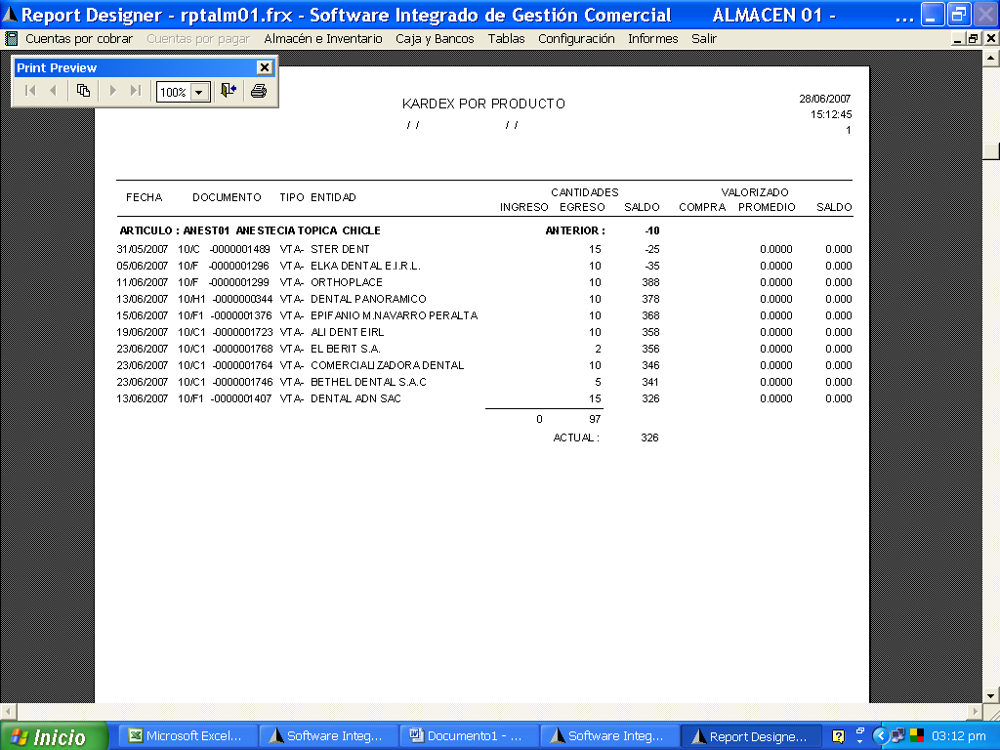 Report Designer - rptalm01.frx - Software Integrado de Gestión Comercial ALMACEN 01 - ...
Cuentas por cobrar Cuentas por pagar Almacén e Inventario Caja y Bancos Tablas Configuración Informes Salir
Print Preview
100%
KARDEX POR PRODUCTO
28/06/2007
/ / / /
15:12:45
1
CANTIDADES VALORIZADO
FECHA DOCUMENTO TIPO ENTIDAD
INGRESO EGRESO SALDO COMPRA PROMEDIO SALDO
ARTICULO : ANEST01 ANESTECIA TOPICA CHICLE ANTERIOR : -10
31/05/2007 10/C -0000001489 VTA- STER DENT 15 -25 0.0000 0.000
05/06/2007 10/F -0000001296 VTA- ELKA DENTAL E.I.R.L. 10 -35 0.0000 0.000
11/06/2007 10/F -0000001299 VTA- ORTHOPLACE 10 388 0.0000 0.000
13/06/2007 10/H1 -0000000344 VTA- DENTAL PANORAMICO 10 378 0.0000 0.000
15/06/2007 10/F1 -0000001376 VTA- EPIFANIO M.NAVARRO PERALTA 10 368 0.0000 0.000
19/06/2007 10/C1 -0000001723 VTA- ALI DENT EIRL 10 358 0.0000 0.000
23/06/2007 10/C1 -0000001768 VTA- EL BERIT S.A. 2 356 0.0000 0.000
23/06/2007 10/C1 -0000001764 VTA- COMERCIALIZADORA DENTAL 10 346 0.0000 0.000
23/06/2007 10/C1 -0000001746 VTA- BETHEL DENTAL S.A.C 5 341 0.0000 0.000
13/06/2007 10/F1 -0000001407 VTA- DENTAL ADN SAC 15 326 0.0000 0.000
0 97
ACTUAL : 326
Inicio Microsoft Excel... Software Integ... Documento1 - ... Software Integ... Report Designe... 03:12 pm